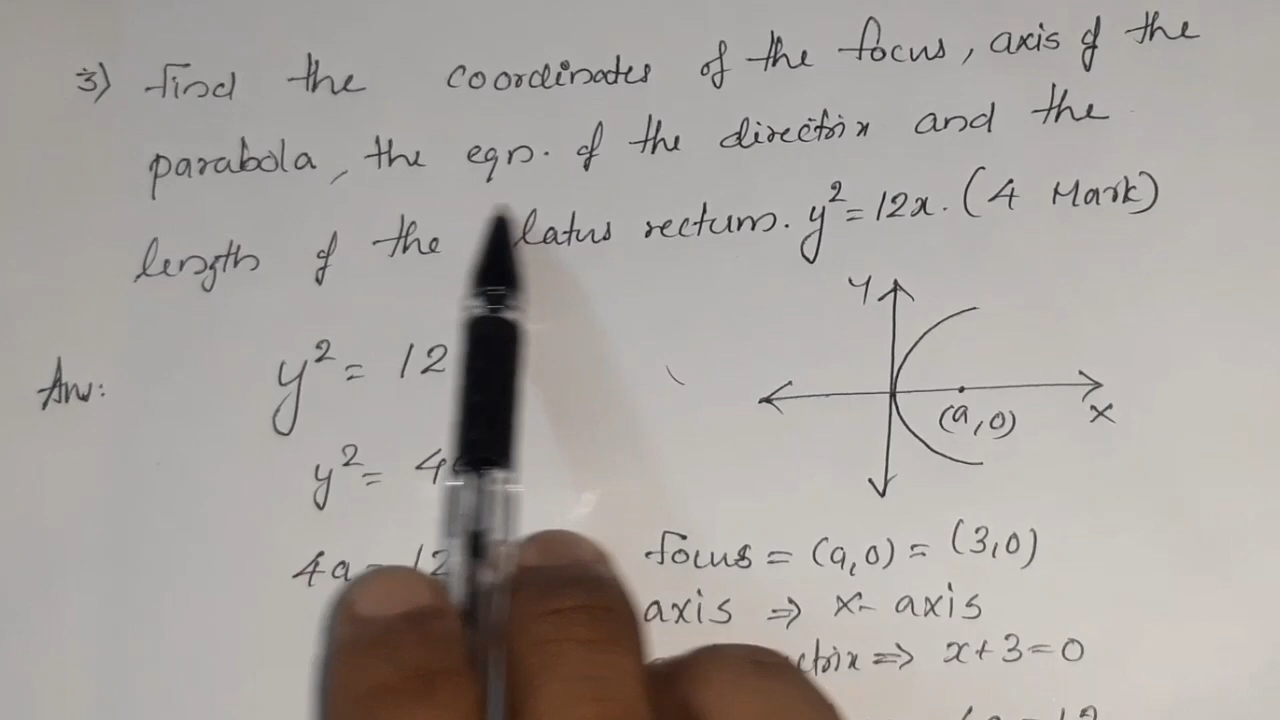 3) Find the coordinates of the focus, axis of the
parabola, the eqn. of the directrix and the
length of the latus rectum. y² = 12x. (4 Mark)
Y
Ans:
y² = 12
(a,0)
X
y² = 4
4a = 12
focus = (a,0) = (3,0)
axis ⇒ x- axis
ctrix ⇒ x+3=0